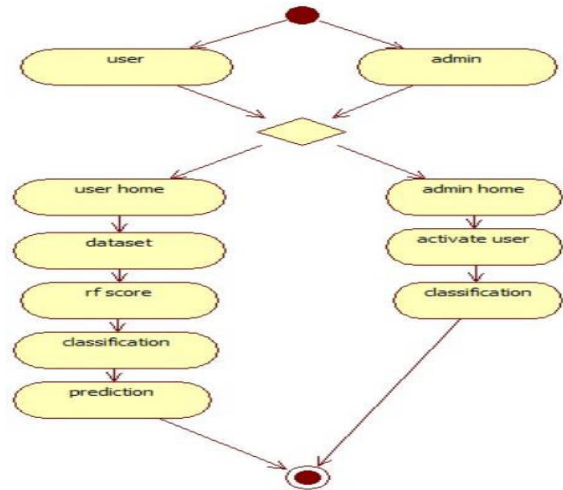 user
admin
user home
admin home
dataset
activate user
rf score
classification
classification
prediction